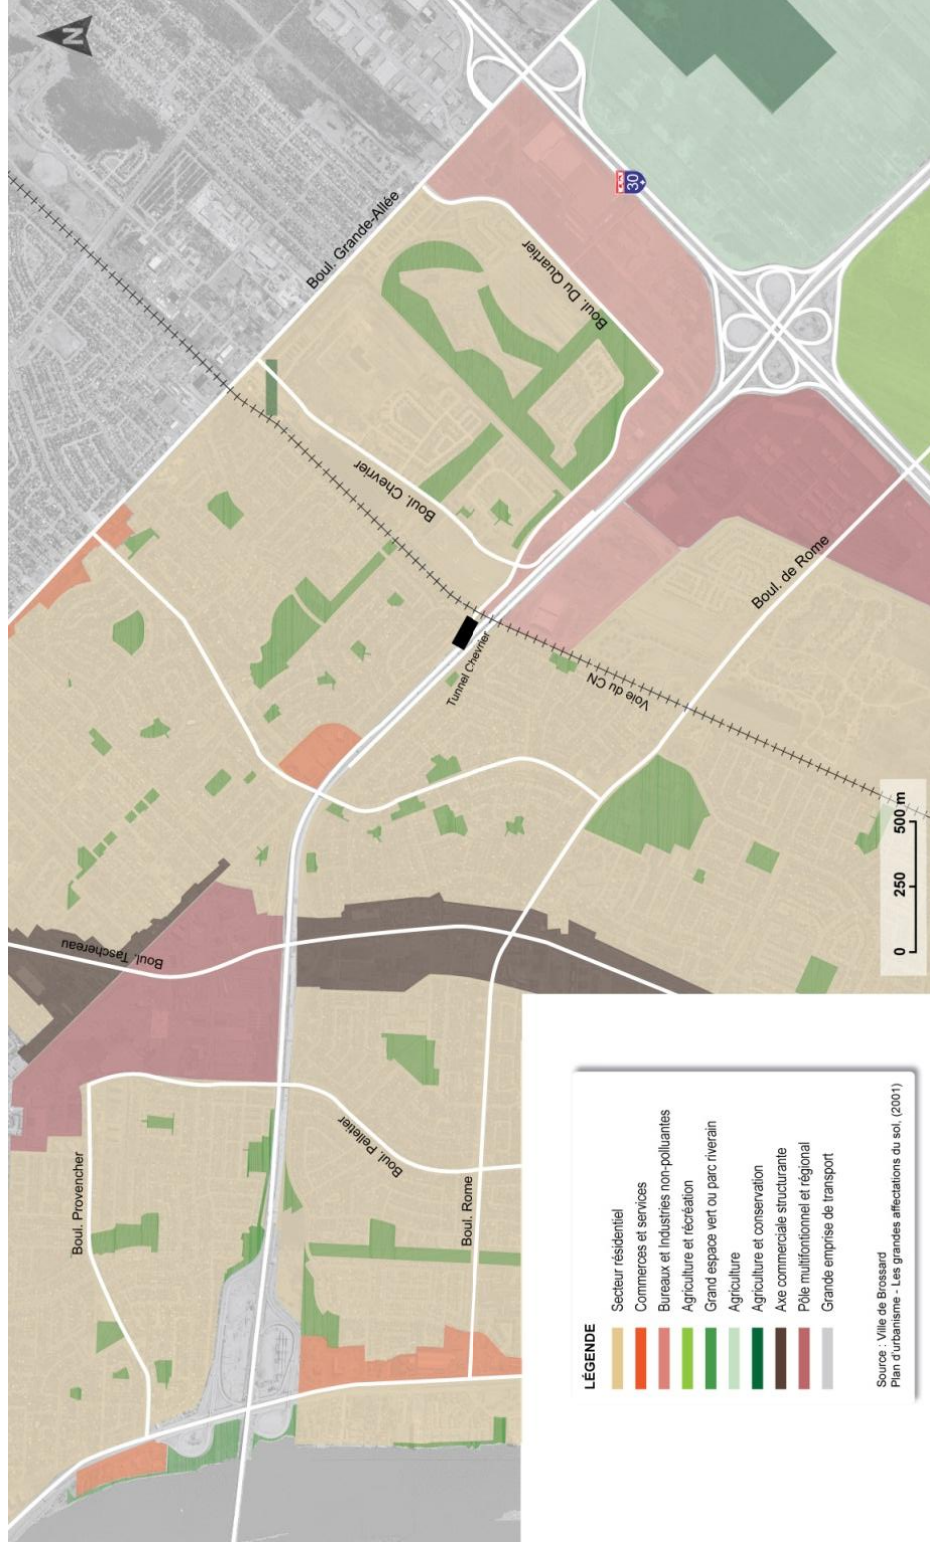 N
Boul. Grande-Allée
Boul. Du Quartier
30
Boul. Chevrier
Boul. de Rome
Tunnel Chevrier
Voie du CN
Boul. Taschereau
Boul. Provencher
Boul. Pelletier
Boul. Rome
0 250 500 m
LÉGENDE
Secteur résidentiel
Commerces et services
Bureaux et Industries non-polluantes
Agriculture et récréation
Grand espace vert ou parc riverain
Agriculture
Agriculture et conservation
Axe commerciale structurante
Pôle multifontionnel et régional
Grande emprise de transport
Source : Ville de Brossard
Plan d'urbanisme - Les grandes affectations du sol, (2001)